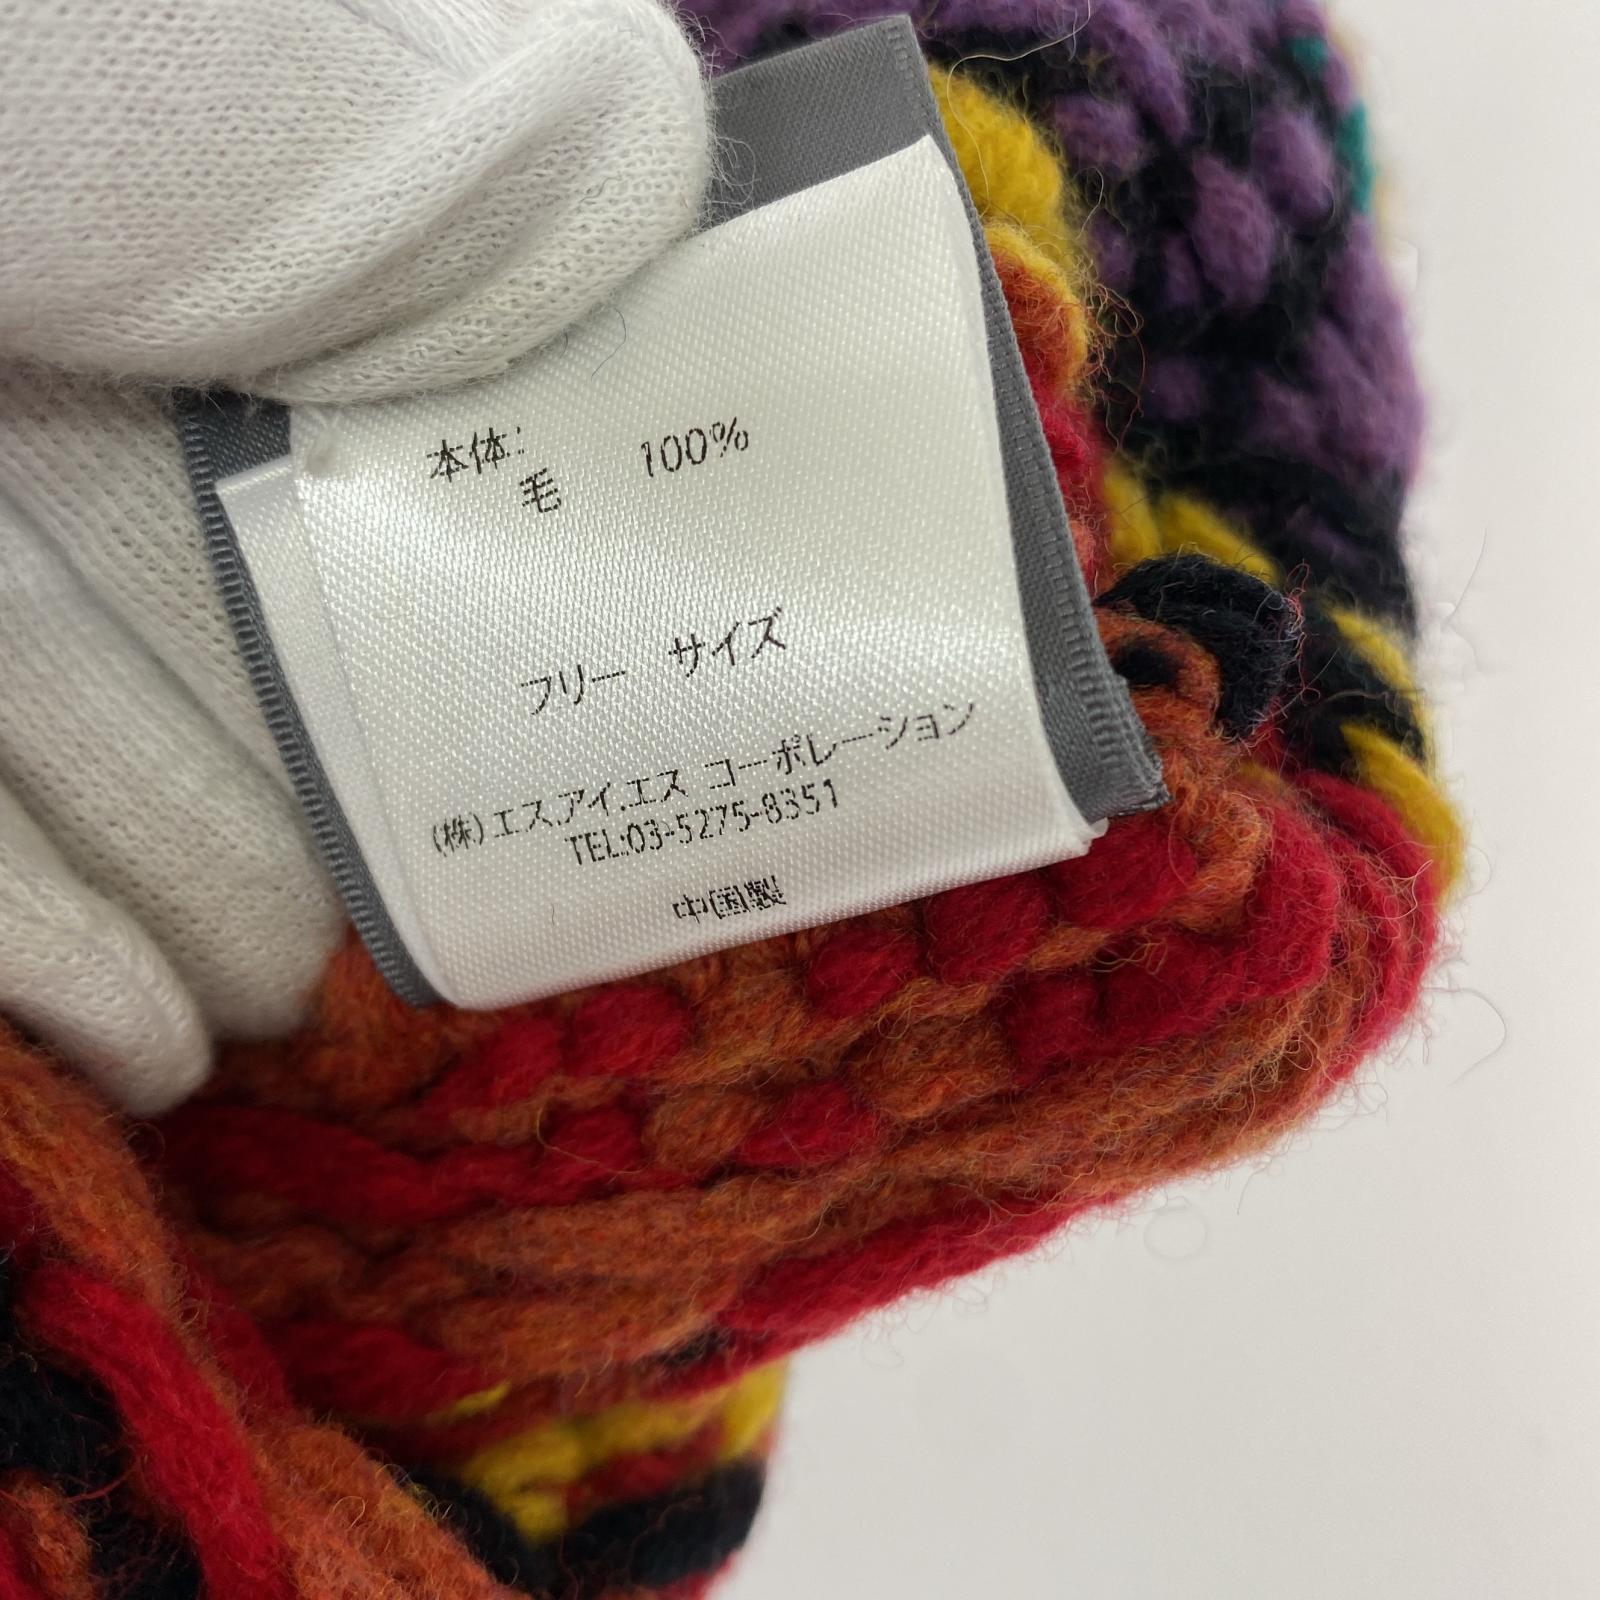 本体:
毛 100%
フリー サイズ
(株)エス.アイ.エス コーポレーション
TEL:03-5275-8351
中国製